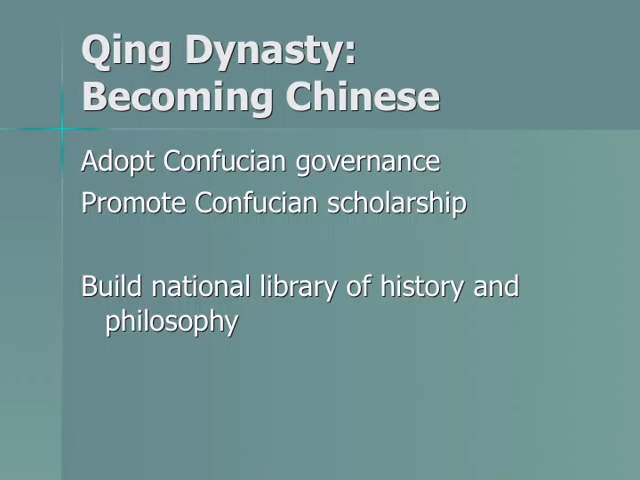 Qing Dynasty:
Becoming Chinese
Adopt Confucian governance
Promote Confucian scholarship
Build national library of history and
philosophy